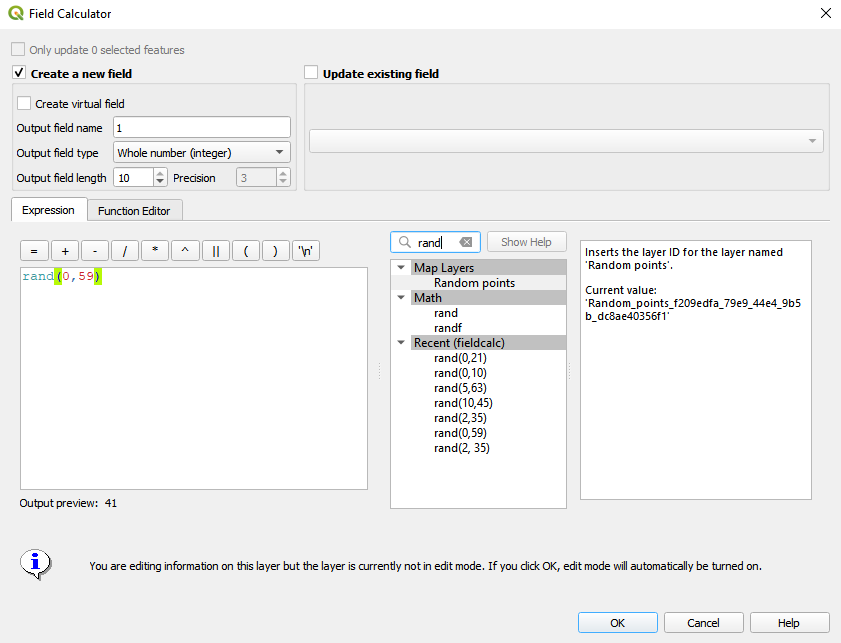 Field Calculator
Only update 0 selected features
Create a new field
Update existing field
Create virtual field
Output field name 1
Output field type Whole number (integer)
Output field length 10 Precision 3
Expression Function Editor
= + - / * ^ || ( ) '\n'
rand Show Help
rand(0,59)
Output preview: 41
Map Layers
Random points
Math
rand
randf
Recent (fieldcalc)
rand(0,21)
rand(0,10)
rand(5,63)
rand(10,45)
rand(2,35)
rand(0,59)
rand(2, 35)
Inserts the layer ID for the layer named
'Random points'.
Current value:
'Random_points_f209edfa_79e9_44e4_9b5
b_dc8ae40356f1'
You are editing information on this layer but the layer is currently not in edit mode. If you click OK, edit mode will automatically be turned on.
OK Cancel Help